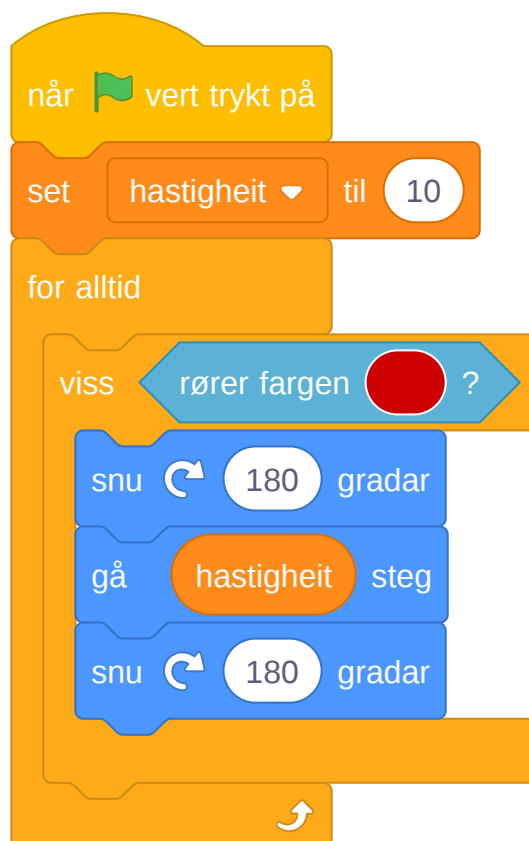 når vert trykt på
set hastigheit til 10
for alltid
viss rører fargen ?
snu 180 gradar
gå hastigheit steg
snu 180 gradar